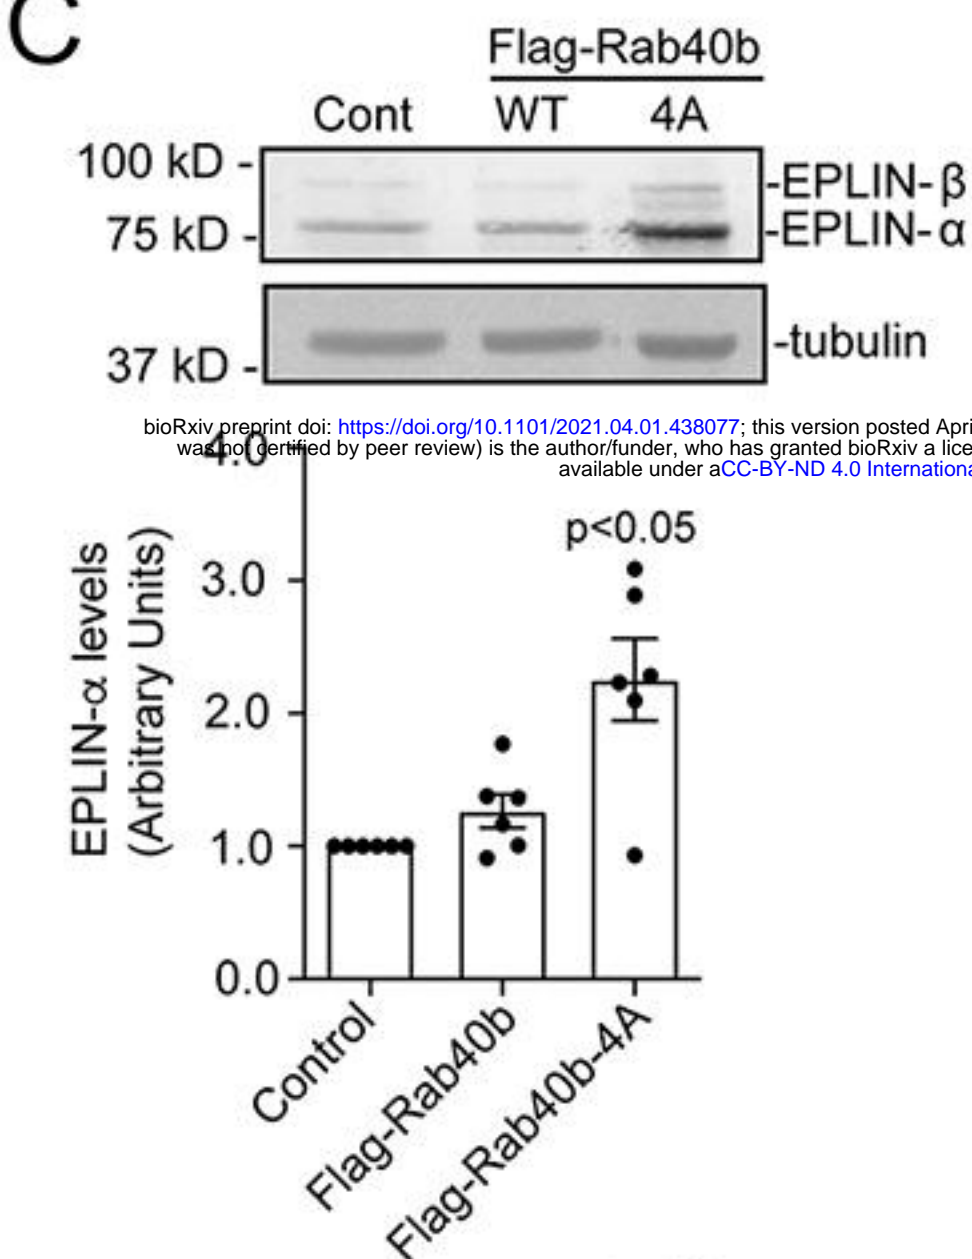 C
Flag-Rab40b
Cont WT 4A
100 kD -
-EPLIN-β
75 kD -
-EPLIN-α
-tubulin
37 kD -
bioRxiv preprint doi: https://doi.org/10.1101/2021.04.01.438077; this version posted Apri
was not certified by peer review) is the author/funder, who has granted bioRxiv a lice
available under aCC-BY-ND 4.0 Internationa
4.0
p<0.05
3.0
2.0
1.0
0.0
EPLIN-α levels
(Arbitrary Units)
Control
Flag-Rab40b
Flag-Rab40b-4A